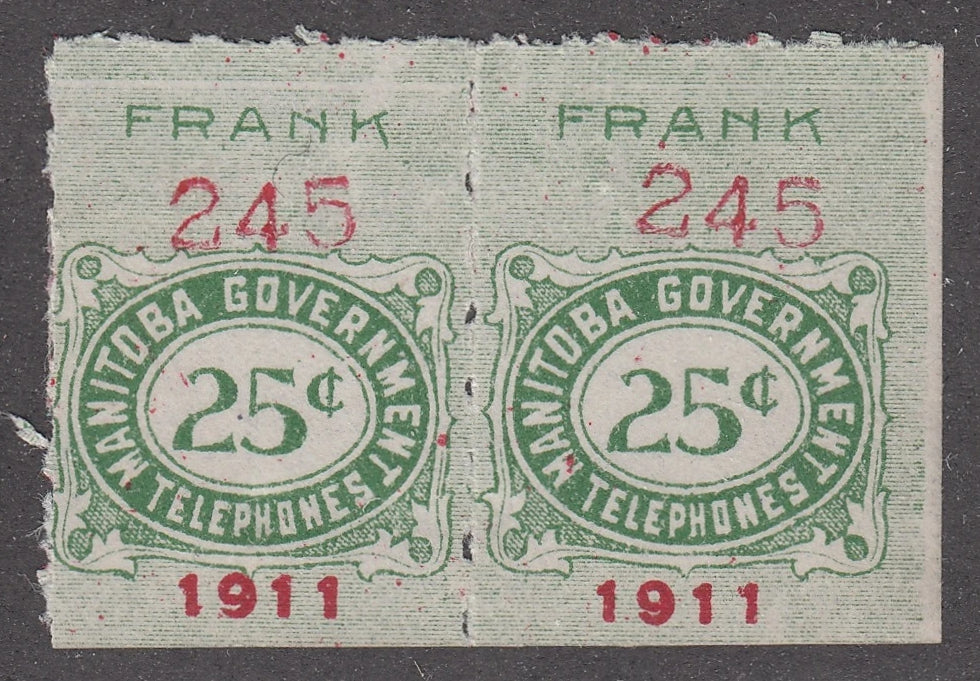 FRANK FRANK
245 245
MANITOBA GOVERNMENT MANITOBA GOVERNMENT
25¢ 25¢
TELEPHONES TELEPHONES
1911 1911